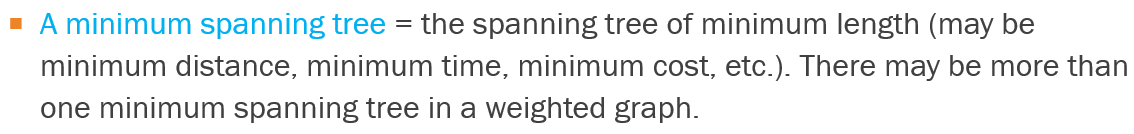 A minimum spanning tree = the spanning tree of minimum length (may be
minimum distance, minimum time, minimum cost, etc.). There may be more than
one minimum spanning tree in a weighted graph.